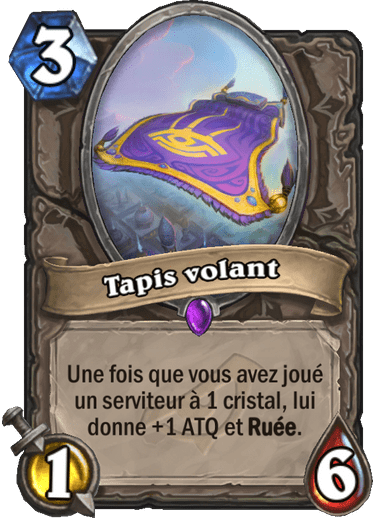 3
Tapis volant
Une fois que vous avez joué
un serviteur à 1 cristal, lui
donne +1 ATQ et Ruée.
1
6